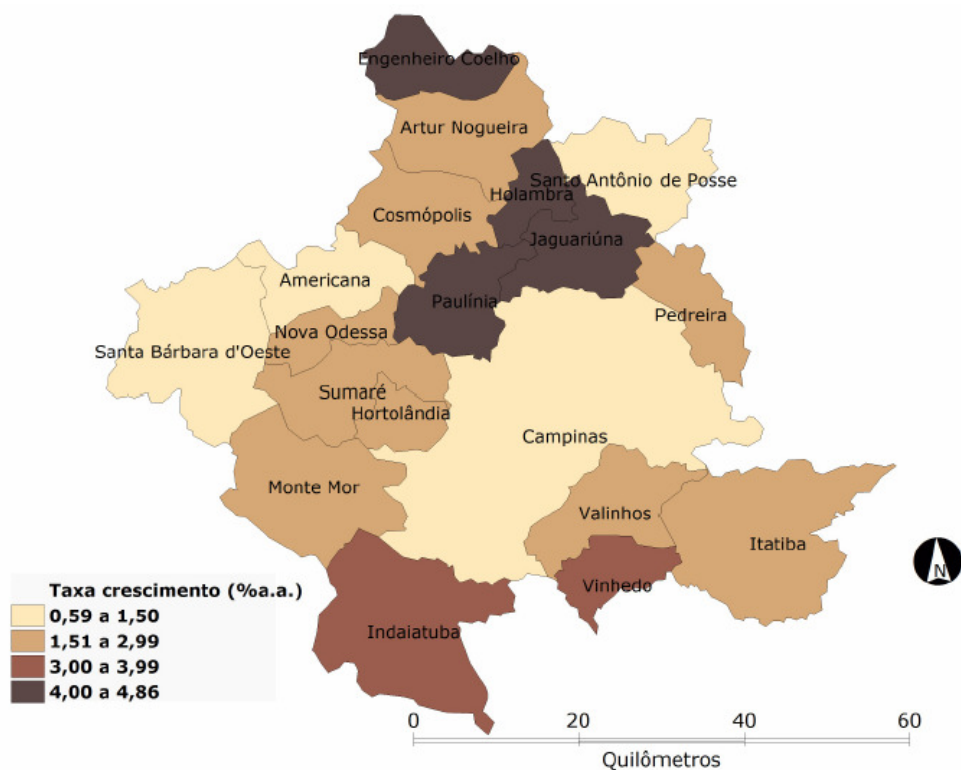 Engenheiro Coelho
Artur Nogueira
Santo Antônio de Posse
Holambra
Cosmópolis
Jaguariúna
Americana
Paulínia
Pedreira
Nova Odessa
Santa Bárbara d'Oeste
Sumaré
Hortolândia
Campinas
Monte Mor
Valinhos
Itatiba
N
Vinhedo
Indaiatuba
Taxa crescimento (%a.a.)
0,59 a 1,50
1,51 a 2,99
3,00 a 3,99
4,00 a 4,86
0 20 40 60
Quilômetros